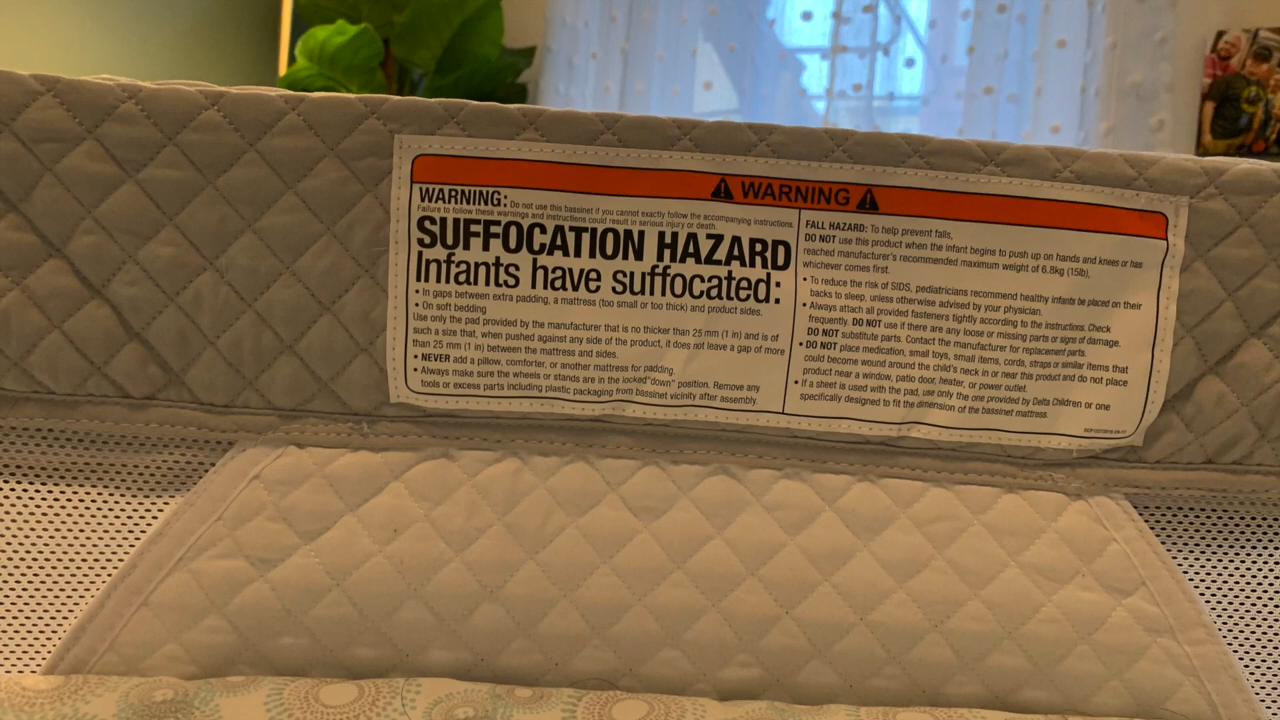 WARNING
WARNING: Do not use this bassinet if you cannot exactly follow the accompanying instructions.
Failure to follow these warnings and instructions could result in serious injury or death.
SUFFOCATION HAZARD
Infants have suffocated:
• In gaps between extra padding, a mattress (too small or too thick) and product sides.
• On soft bedding
Use only the pad provided by the manufacturer that is no thicker than 25 mm (1 in) and is of
such a size that, when pushed against any side of the product, it does not leave a gap of more
than 25 mm (1 in) between the mattress and sides.
• NEVER add a pillow, comforter, or another mattress for padding.
• Always make sure the wheels or stands are in the locked"down" position. Remove any
tools or excess parts including plastic packaging from bassinet vicinity after assembly.
FALL HAZARD: To help prevent falls,
DO NOT use this product when the infant begins to push up on hands and knees or has
reached manufacturer's recommended maximum weight of 6.8kg (15lb),
whichever comes first.
• To reduce the risk of SIDS, pediatricians recommend healthy infants be placed on their
backs to sleep, unless otherwise advised by your physician.
• Always attach all provided fasteners tightly according to the instructions. Check
frequently. DO NOT use if there are any loose or missing parts or signs of damage.
DO NOT substitute parts. Contact the manufacturer for replacement parts.
• DO NOT place medication, small toys, small items, cords, straps or similar items that
could become wound around the child's neck in or near this product and do not place
product near a window, patio door, heater, or power outlet.
• If a sheet is used with the pad, use only the one provided by Delta Children or one
specifically designed to fit the dimension of the bassinet mattress.